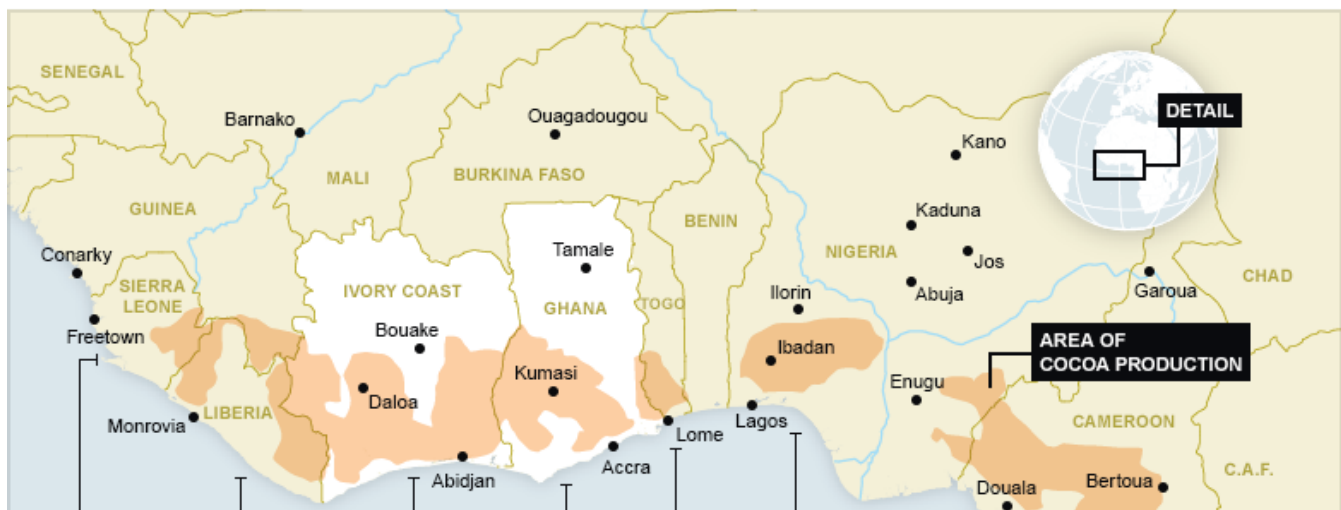 SENEGAL
Barnako
Ouagadougou
Kano
DETAIL
MALI
BURKINA FASO
GUINEA
BENIN
Kaduna
NIGERIA
Conarky
Tamale
Jos
SIERRA
LEONE
IVORY COAST
GHANA
TOGO
Ilorin
Abuja
Garoua
CHAD
Freetown
Bouake
Ibadan
AREA OF
COCOA PRODUCTION
Kumasi
Enugu
Daloa
LIBERIA
Monrovia
Lome
Lagos
CAMEROON
Accra
Abidjan
Douala
Bertoua
C.A.F.